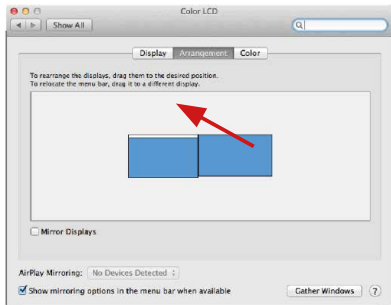 Color LCD
Show All
Display Arrangement Color
To rearrange the displays, drag them to the desired position.
To relocate the menu bar, drag it to a different display.
Mirror Displays
AirPlay Mirroring: No Devices Detected
Show mirroring options in the menu bar when available
Gather Windows ?